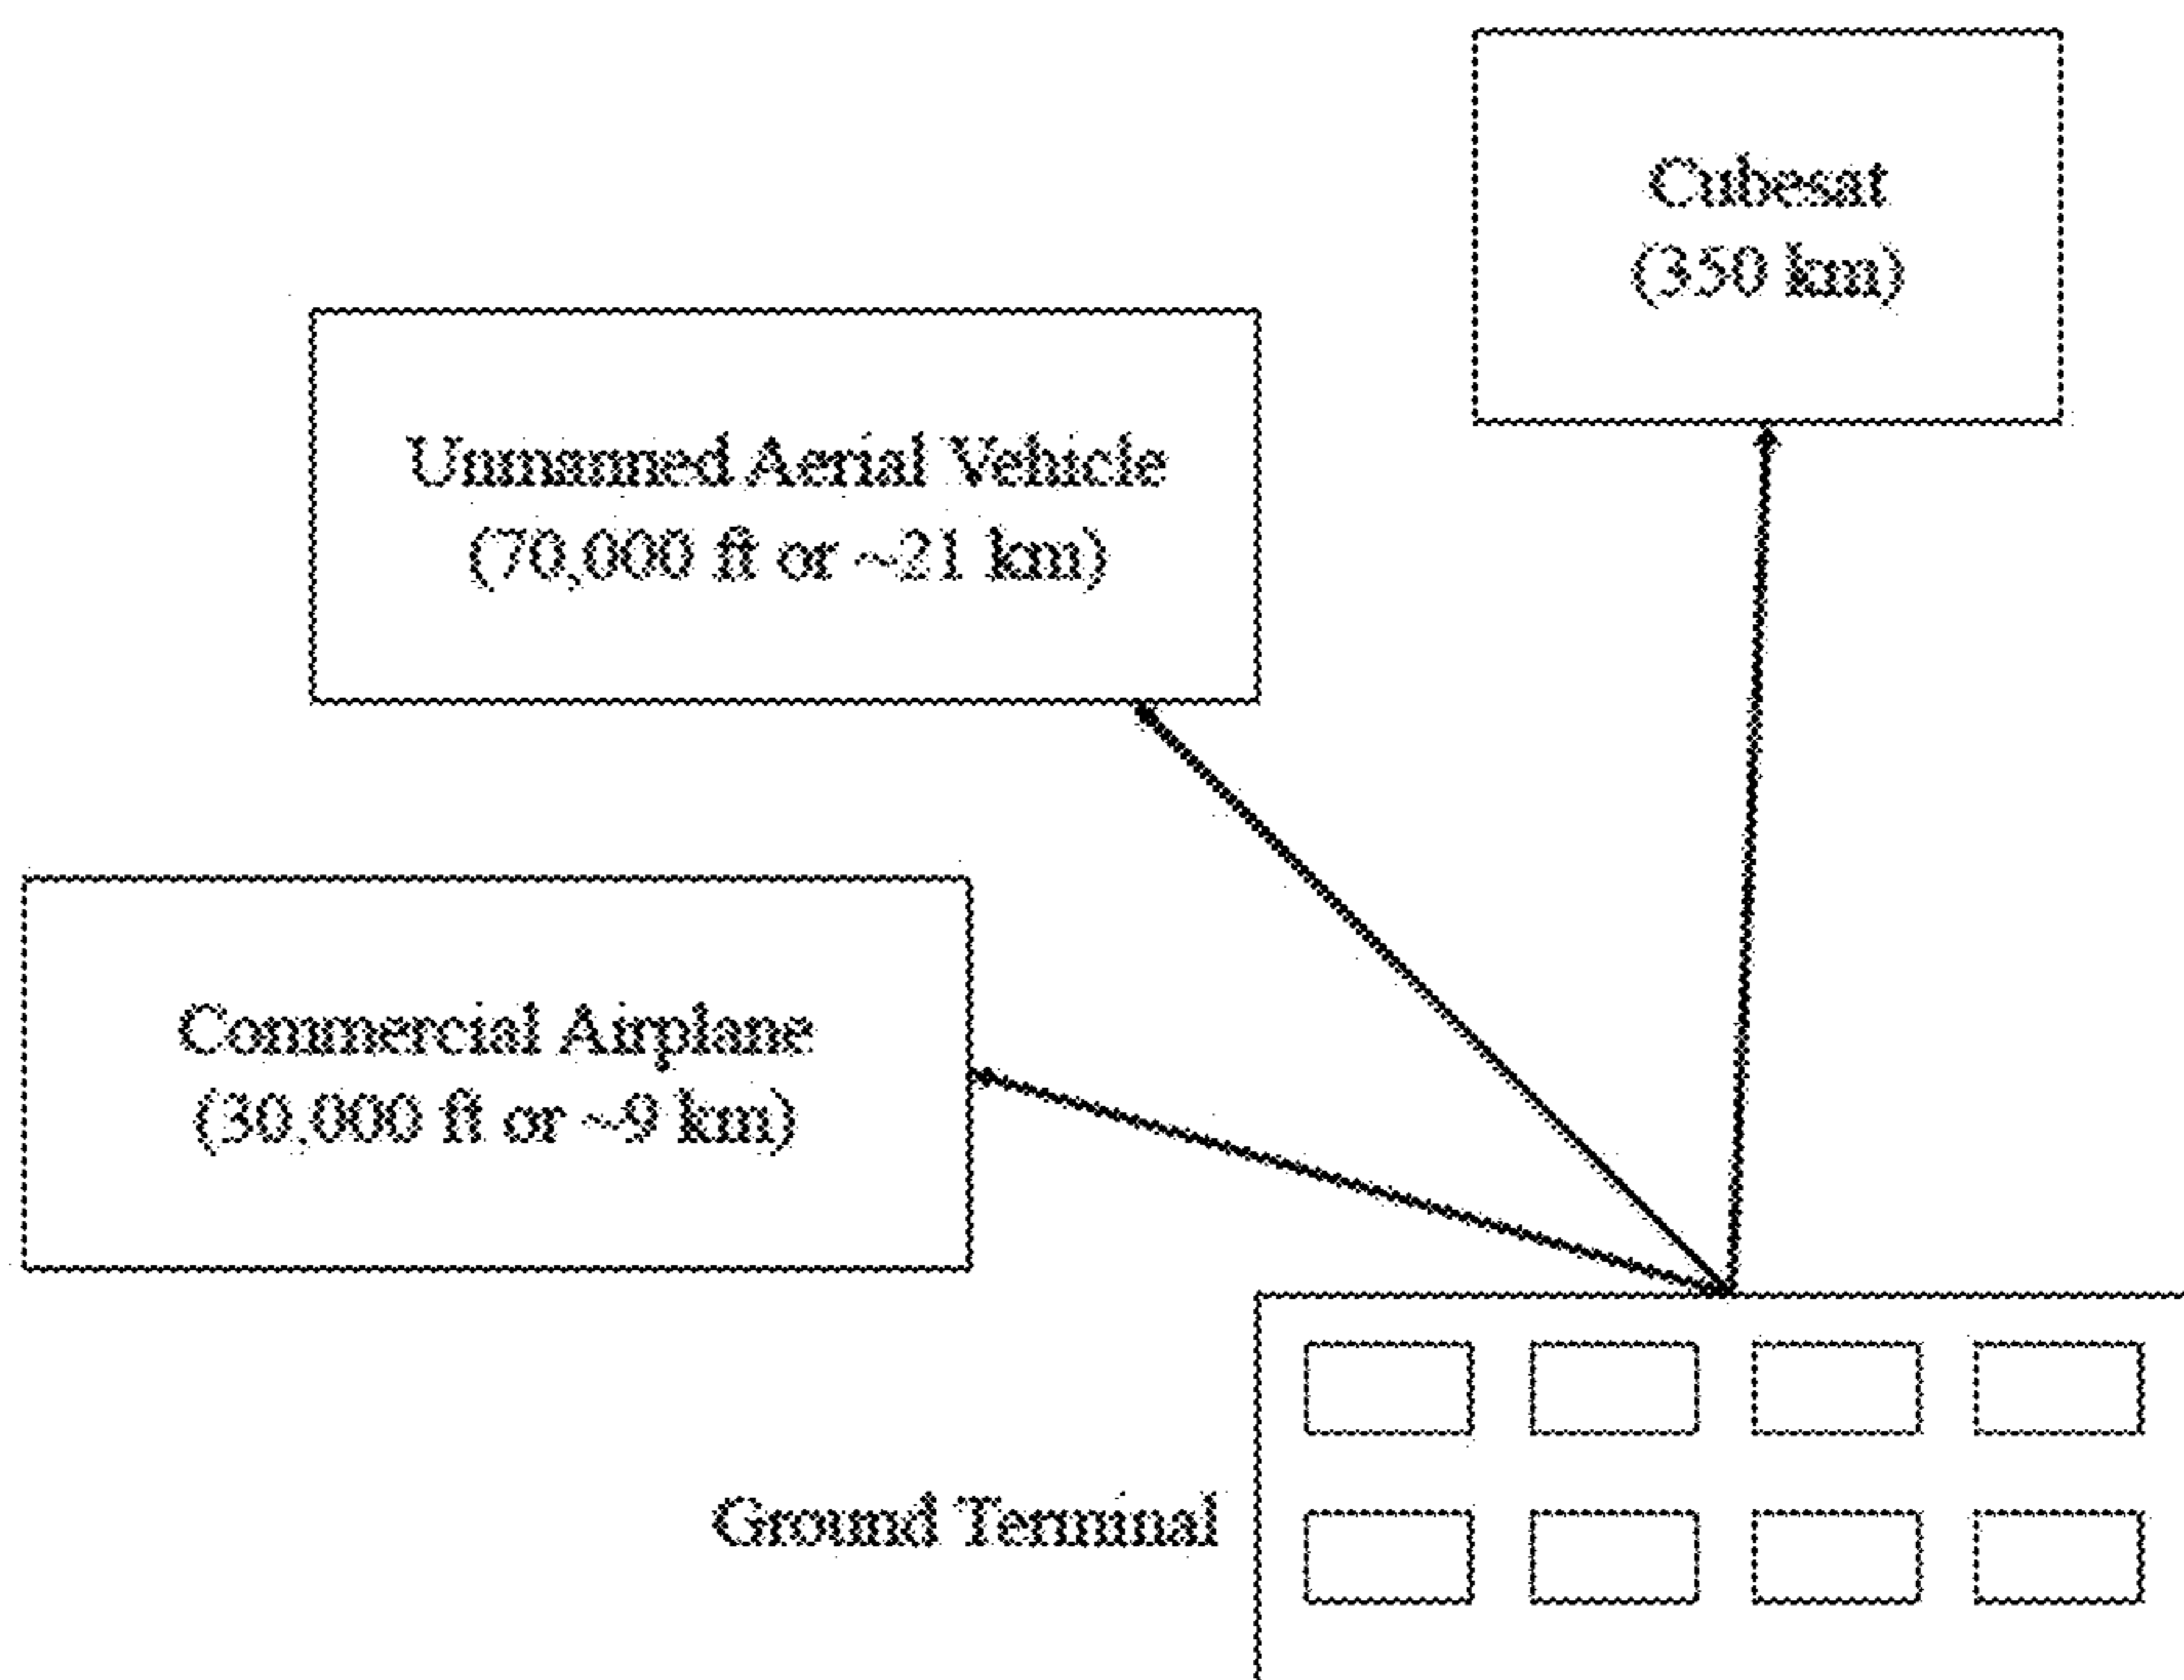 Cubesat
(350 km)
Unmanned Aerial Vehicle
(70,000 ft or ~21 km)
Commercial Airplane
(30,000 ft or ~9 km)
Ground Terminal